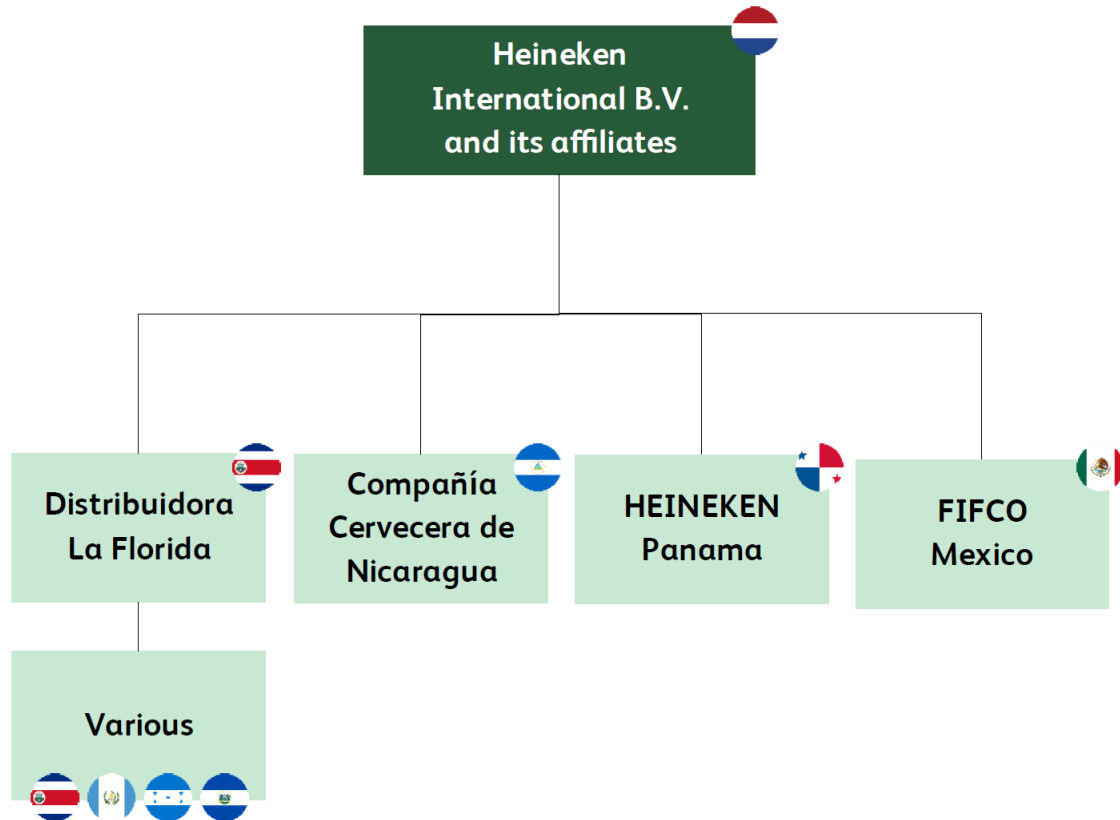 Heineken
International B.V.
and its affiliates
Distribuidora
La Florida
Compañía
Cervecera de
Nicaragua
HEINEKEN
Panama
FIFCO
Mexico
Various